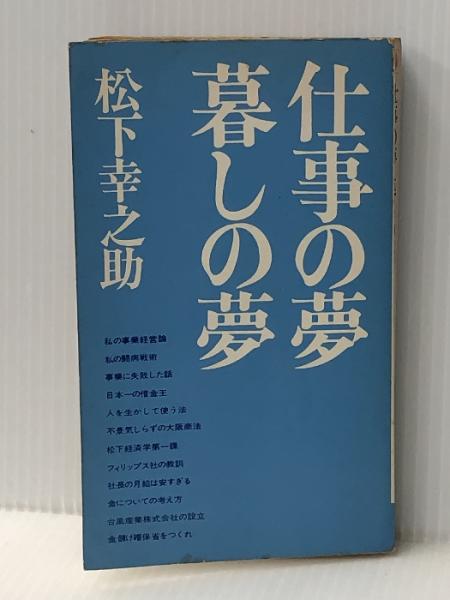 仕事の夢
暮しの夢
松下幸之助
私の事業経営論
私の闘病戦術
事業に失敗した話
日本一の借金王
人を生かして使う法
不景気しらずの大阪商法
松下経済学第一課
フィリップス社の教訓
社長の月給は安すぎる
金についての考え方
台風産業株式会社の設立
金儲け確保省をつくれ